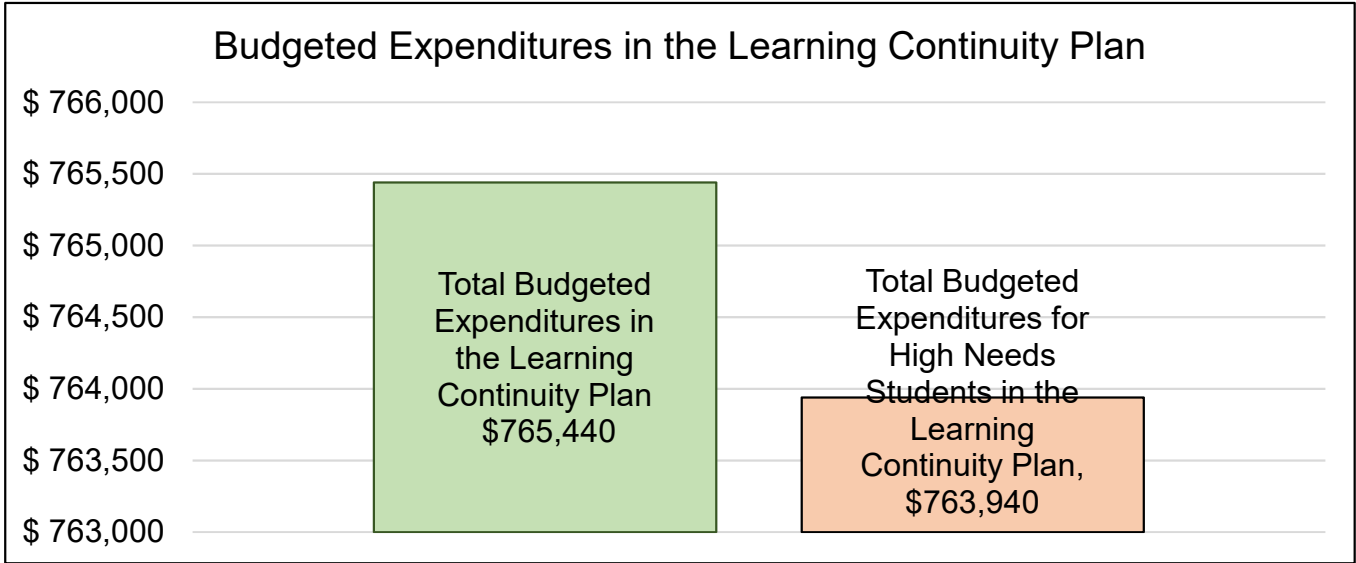 Budgeted Expenditures in the Learning Continuity Plan
$ 766,000
$ 765,500
$ 765,000
$ 764,500
$ 764,000
$ 763,500
$ 763,000
Total Budgeted
Expenditures in
the Learning
Continuity Plan
$765,440
Total Budgeted
Expenditures for
High Needs
Students in the
Learning
Continuity Plan,
$763,940